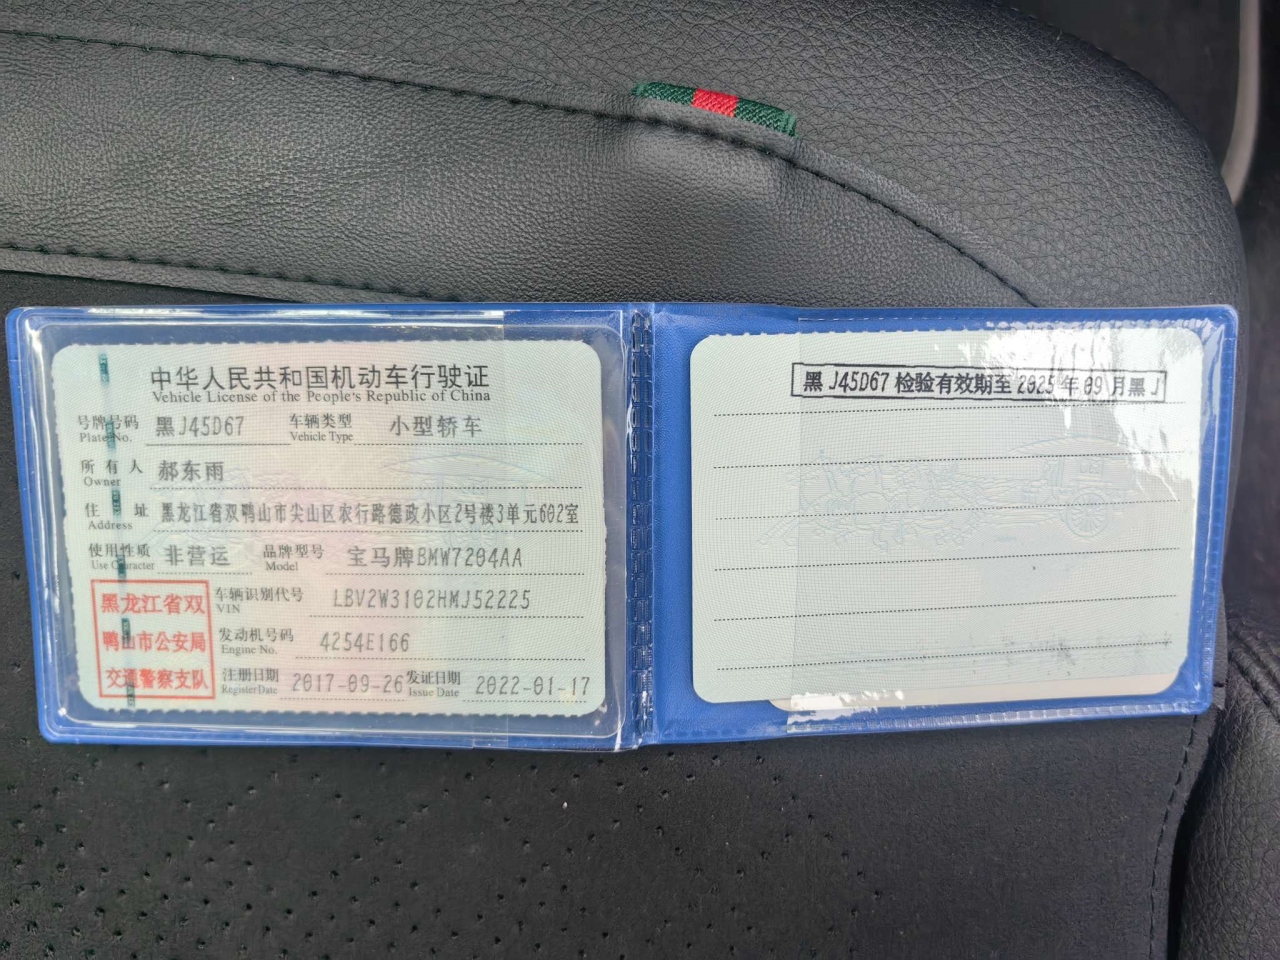 中华人民共和国机动车行驶证
Vehicle License of the People's Republic of China
号牌号码 黑J45D67 车辆类型 小型轿车
Plate No. Vehicle Type
所有人 郝东雨
Owner
住址 黑龙江省双鸭山市尖山区农行路德政小区2号楼3单元602室
Address
使用性质 非营运 品牌型号 宝马牌BMW7204AA
Use Character Model
车辆识别代号 LBV2W3102HMJ52225
VIN
发动机号码 4254E166
Engine No.
注册日期 2017-09-26 发证日期 2022-01-17
Register Date Issue Date
黑龙江省双
鸭山市公安局
交通警察支队
黑J45D67 检验有效期至 2025 年 09 月黑J